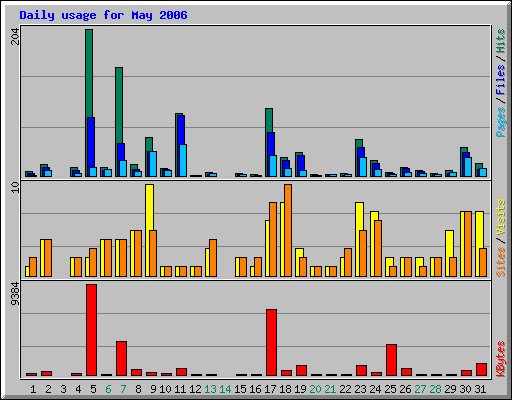 Daily usage for May 2006
204
Pages / Files / Hits
10
Sites / Visits
9384
KBytes
1 2 3 4 5 6 7 8 9 10 11 12 13 14 15 16 17 18 19 20 21 22 23 24 25 26 27 28 29 30 31